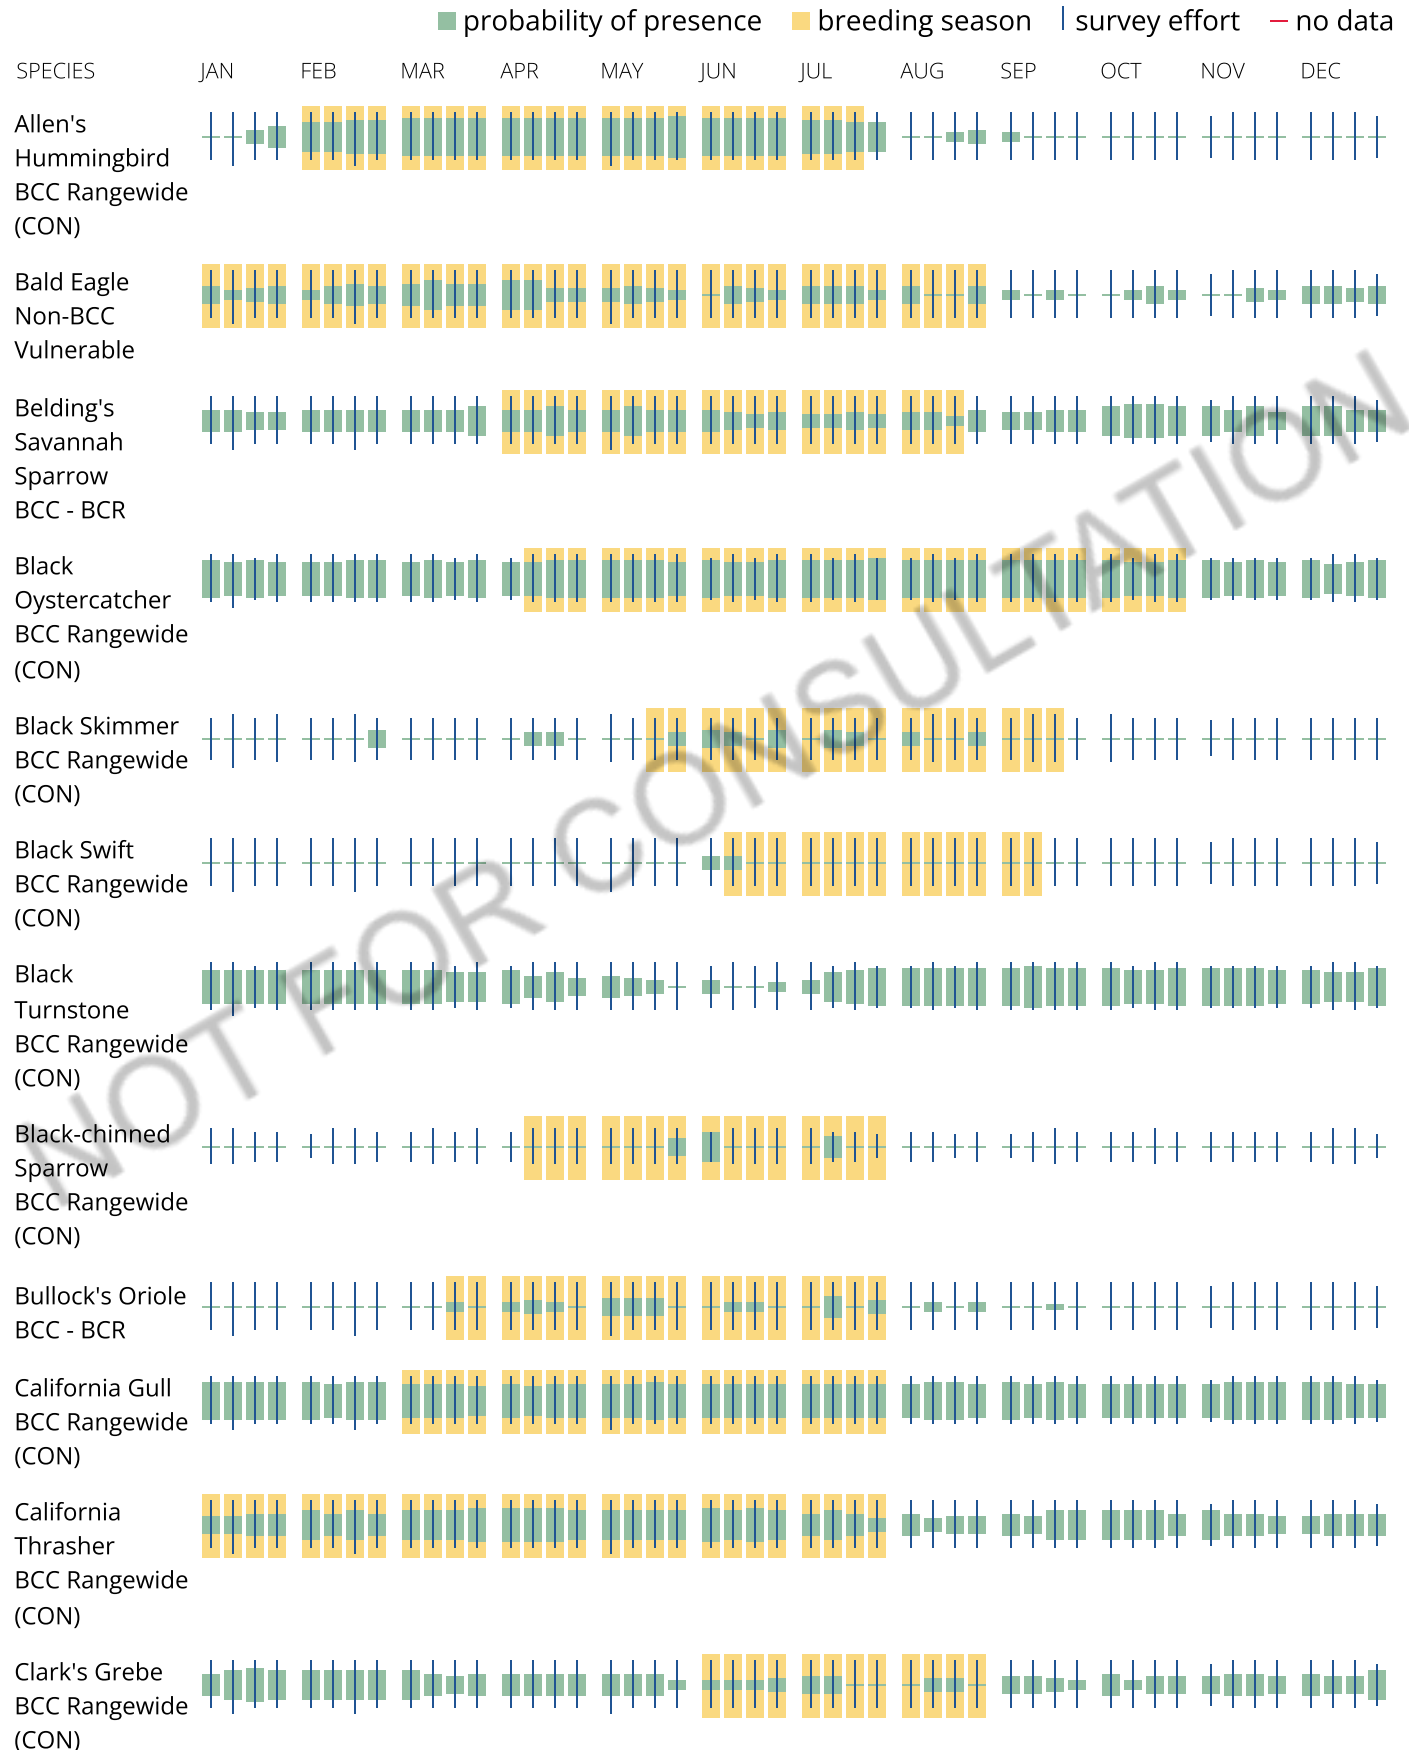 probability of presence breeding season survey effort no data
SPECIES JAN FEB MAR APR MAY JUN JUL AUG SEP OCT NOV DEC
Allen's
Hummingbird
BCC Rangewide
(CON)
Bald Eagle
Non-BCC
Vulnerable
Belding's
Savannah
Sparrow
BCC - BCR
Black
Oystercatcher
BCC Rangewide
(CON)
Black Skimmer
BCC Rangewide
(CON)
Black Swift
BCC Rangewide
(CON)
Black
Turnstone
BCC Rangewide
(CON)
Black-chinned
Sparrow
BCC Rangewide
(CON)
Bullock's Oriole
BCC - BCR
California Gull
BCC Rangewide
(CON)
California
Thrasher
BCC Rangewide
(CON)
Clark's Grebe
BCC Rangewide
(CON)
NOT FOR CONSULTATION